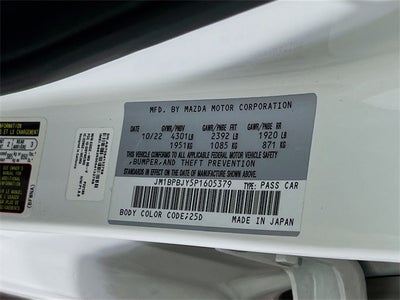 MFD. BY MAZDA MOTOR CORPORATION
10/22 GVWR/PNBV 4301LB GAWR/PNBE FR/AV 2392 LB GAWR/PNBE RR/AR 1920 LB
1951KG 1085 KG 871 KG
THIS VEHICLE CONFORMS TO ALL APPLICABLE
FEDERAL MOTOR VEHICLE SAFETY
, BUMPER, AND THEFT PREVENTION
STANDARDS IN EFFECT ON THE DATE OF
MANUFACTURE SHOWN ABOVE.
JM1BPBJY5P1605379 TYPE: PASS CAR
BODY COLOR CODE/25D
MADE IN JAPAN